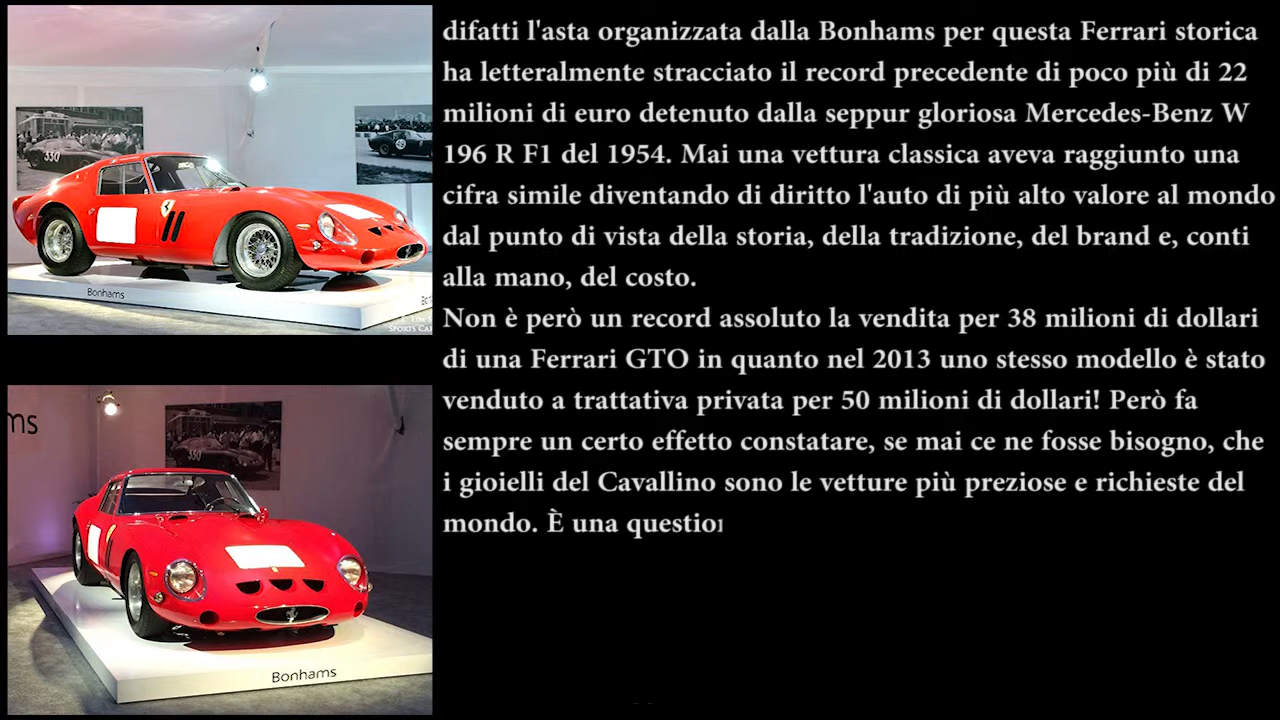 difatti l'asta organizzata dalla Bonhams per questa Ferrari storica
ha letteralmente stracciato il record precedente di poco più di 22
milioni di euro detenuto dalla seppur gloriosa Mercedes-Benz W
196 R F1 del 1954. Mai una vettura classica aveva raggiunto una
cifra simile diventando di diritto l'auto di più alto valore al mondo
dal punto di vista della storia, della tradizione, del brand e, conti
alla mano, del costo.
Non è però un record assoluto la vendita per 38 milioni di dollari
di una Ferrari GTO in quanto nel 2013 uno stesso modello è stato
venduto a trattativa privata per 50 milioni di dollari! Però fa
sempre un certo effetto constatare, se mai ce ne fosse bisogno, che
i gioielli del Cavallino sono le vetture più preziose e richieste del
mondo. È una questio
330
Bonhams
SPORTS CA
ms
330
Bonhams